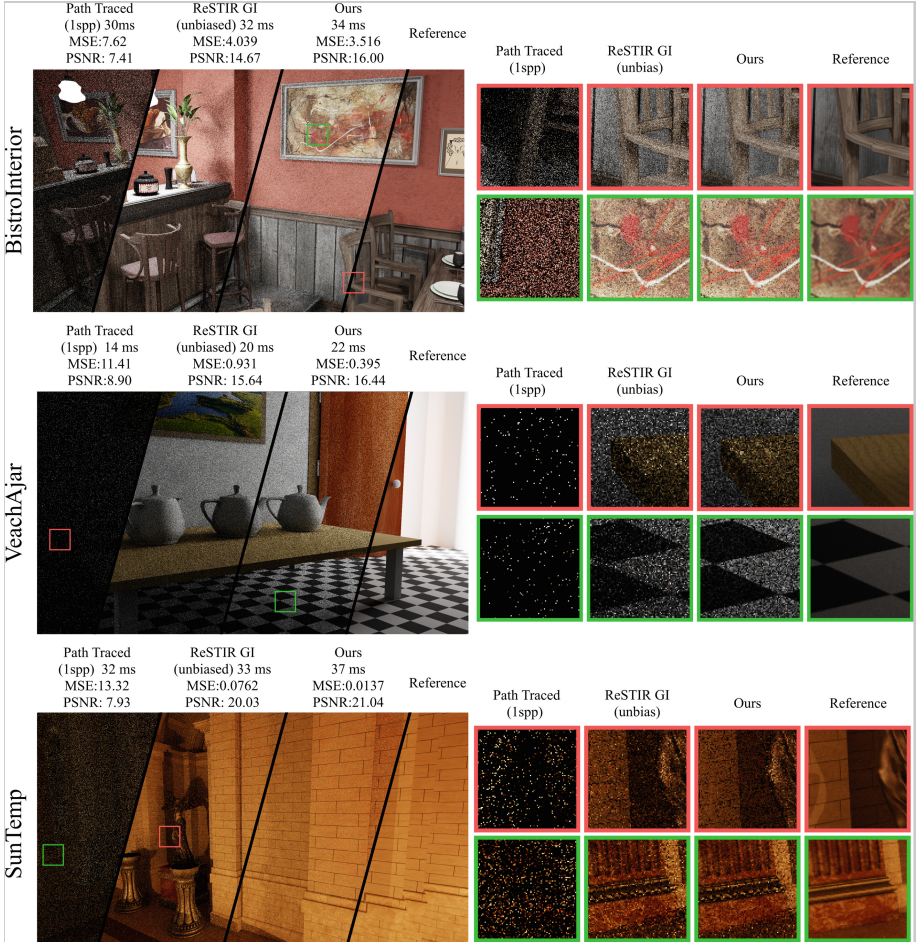 Path Traced
(1spp) 30ms
MSE:7.62
PSNR: 7.41
ReSTIR GI
(unbiased) 32 ms
MSE:4.039
PSNR:14.67
Ours
34 ms
MSE:3.516
PSNR:16.00
Reference
Path Traced
(1spp)
ReSTIR GI
(unbias)
Ours
Reference
BistroInterior
Path Traced
(1spp) 14 ms
MSE:11.41
PSNR:8.90
ReSTIR GI
(unbiased) 20 ms
MSE:0.931
PSNR: 15.64
Ours
22 ms
MSE:0.395
PSNR: 16.44
Reference
Path Traced
(1spp)
ReSTIR GI
(unbias)
Ours
Reference
VeachAjar
Path Traced
(1spp) 32 ms
MSE:13.32
PSNR: 7.93
ReSTIR GI
(unbiased) 33 ms
MSE:0.0762
PSNR: 20.03
Ours
37 ms
MSE:0.0137
PSNR:21.04
Reference
Path Traced
(1spp)
ReSTIR GI
(unbias)
Ours
Reference
SunTemp